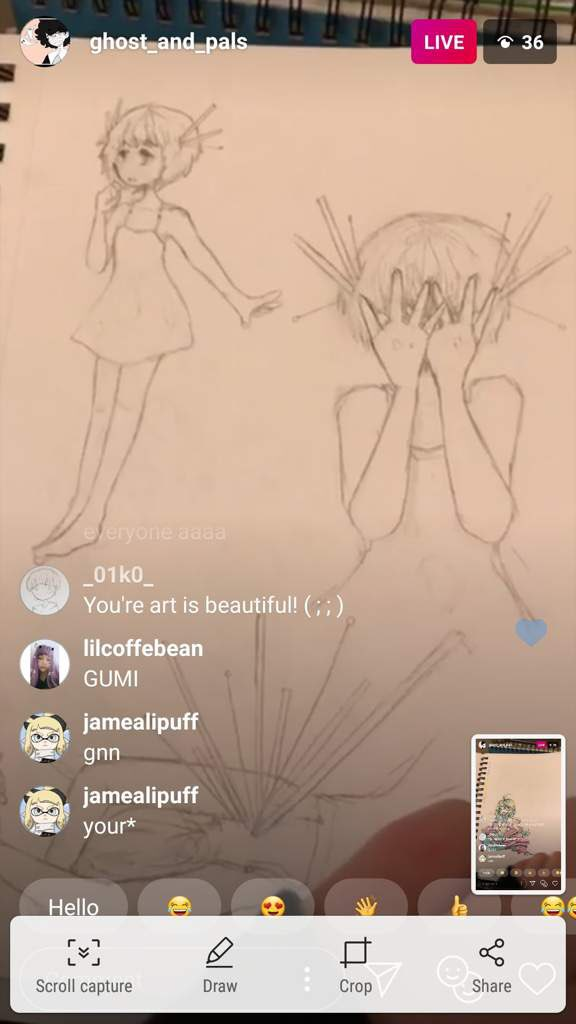 ghost_and_pals
LIVE
36
everyone aaaa
_01k0_
You're art is beautiful! ( ; ; )
lilcoffebean
GUMI
jamealipuff
gnn
jamealipuff
your*
Hello
Scroll capture
Draw
Crop
Share